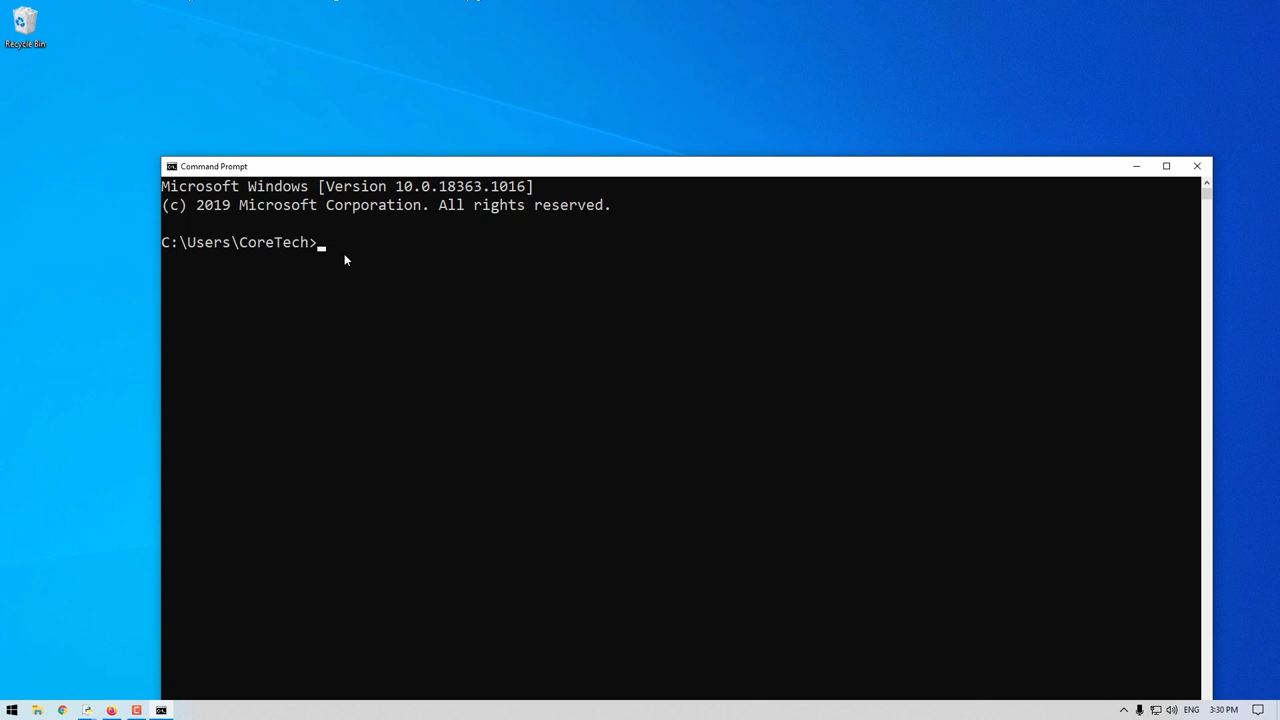 Recycle Bin
Command Prompt
Microsoft Windows [Version 10.0.18363.1016]
(c) 2019 Microsoft Corporation. All rights reserved.
C:\Users\CoreTech>
ENG
3:30 PM